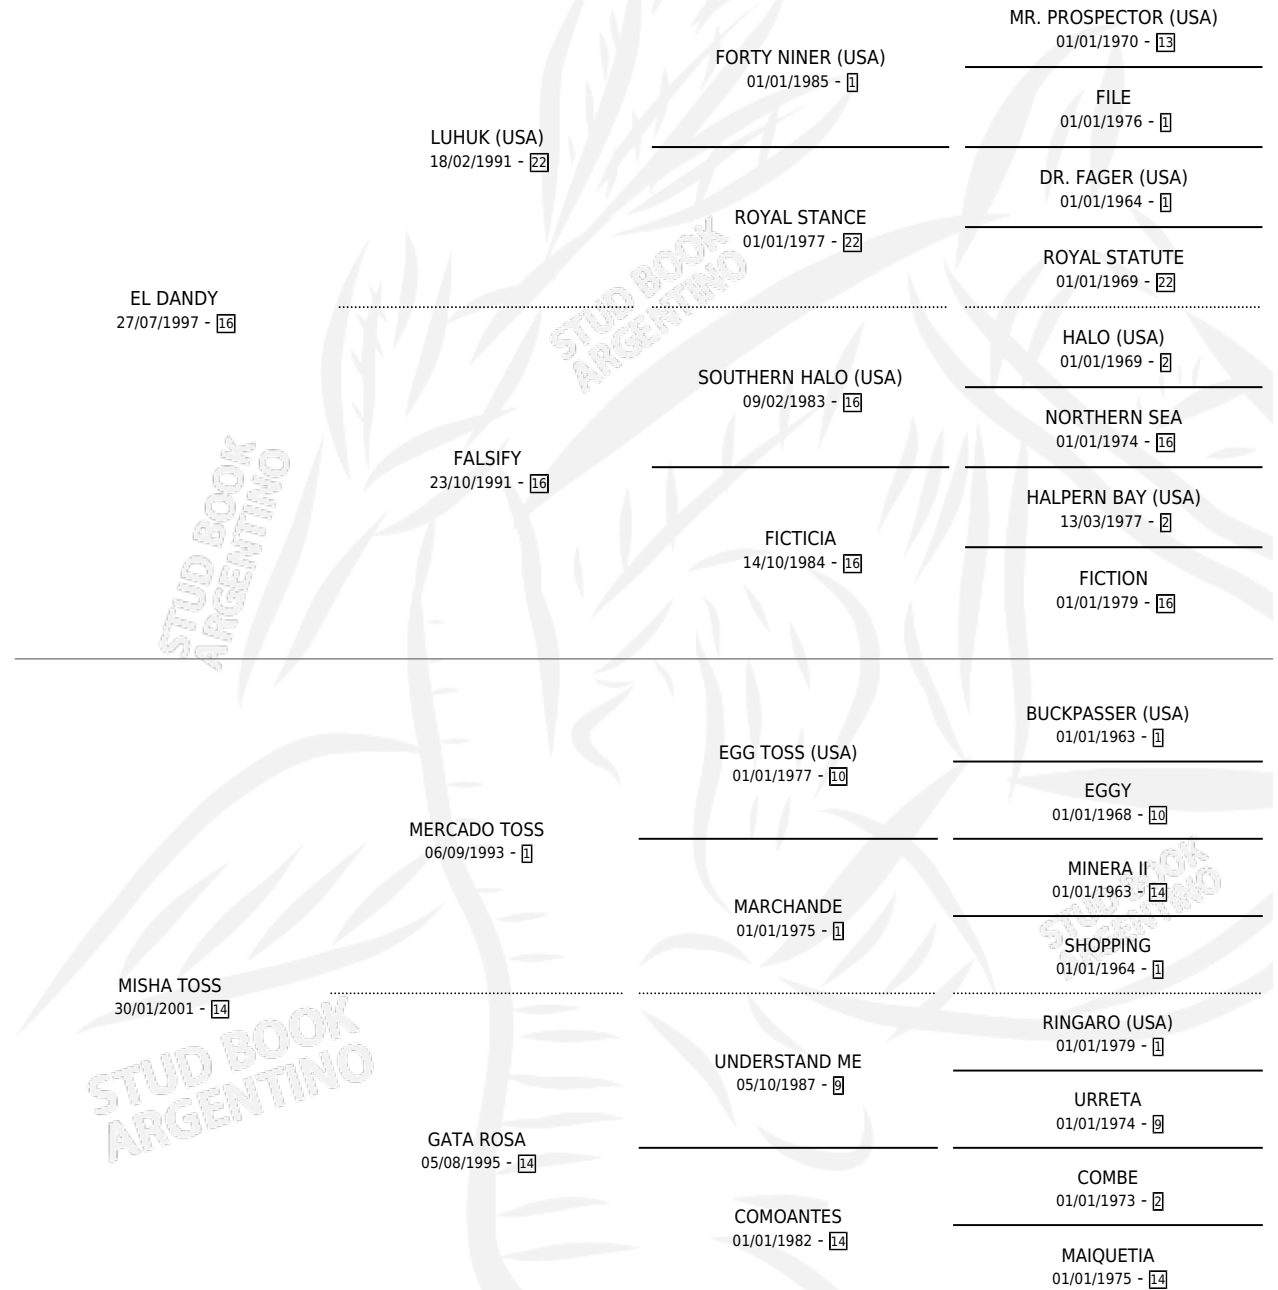 MR. PROSPECTOR (USA)
01/01/1970 - 13
FORTY NINER (USA)
01/01/1985 - 1
FILE
01/01/1976 - 1
LUHUK (USA)
18/02/1991 - 22
DR. FAGER (USA)
01/01/1964 - 1
ROYAL STANCE
01/01/1977 - 22
ROYAL STATUTE
01/01/1969 - 22
EL DANDY
27/07/1997 - 16
HALO (USA)
01/01/1969 - 2
SOUTHERN HALO (USA)
09/02/1983 - 16
NORTHERN SEA
01/01/1974 - 16
FALSIFY
23/10/1991 - 16
HALPERN BAY (USA)
13/03/1977 - 2
FICTICIA
14/10/1984 - 16
FICTION
01/01/1979 - 16
STUD BOOK
ARGENTINO
STUD BOOK
ARGENTINO
BUCKPASSER (USA)
01/01/1963 - 1
EGG TOSS (USA)
01/01/1977 - 10
EGGY
01/01/1968 - 10
MERCADO TOSS
06/09/1993 - 1
MINERA II
01/01/1963 - 14
MARCHANDE
01/01/1975 - 1
SHOPPING
01/01/1964 - 1
STUD BOOK
ARGENTINO
MISHA TOSS
30/01/2001 - 14
RINGARO (USA)
01/01/1979 - 1
UNDERSTAND ME
05/10/1987 - 9
URRETA
01/01/1974 - 9
STUD BOOK
ARGENTINO
GATA ROSA
05/08/1995 - 14
COMBE
01/01/1973 - 2
COMOANTES
01/01/1982 - 14
MAIQUETIA
01/01/1975 - 14